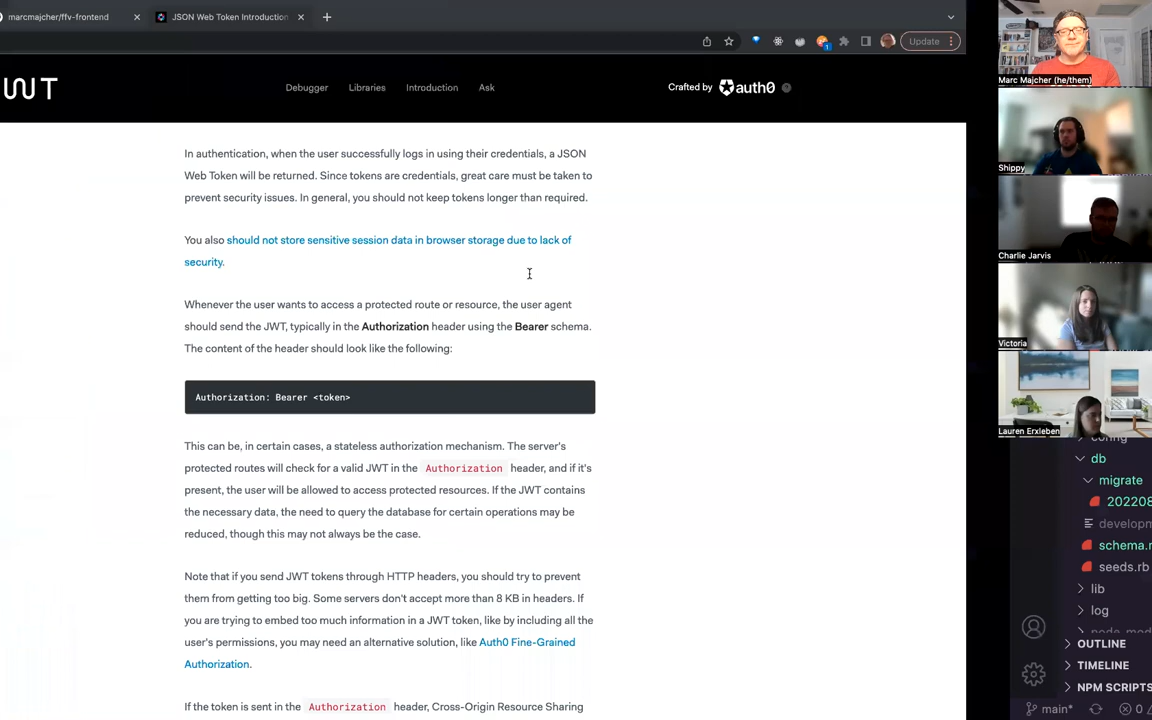 marcmajcher/ffv-frontend
JSON Web Token Introduction
Update
1
WT
Debugger
Libraries
Introduction
Ask
Crafted by
auth0
In authentication, when the user successfully logs in using their credentials, a JSON
Web Token will be returned. Since tokens are credentials, great care must be taken to
prevent security issues. In general, you should not keep tokens longer than required.
You also should not store sensitive session data in browser storage due to lack of
security.
Whenever the user wants to access a protected route or resource, the user agent
should send the JWT, typically in the Authorization header using the Bearer schema.
The content of the header should look like the following:
Authorization: Bearer <token>
This can be, in certain cases, a stateless authorization mechanism. The server's
protected routes will check for a valid JWT in the Authorization header, and if it's
present, the user will be allowed to access protected resources. If the JWT contains
the necessary data, the need to query the database for certain operations may be
reduced, though this may not always be the case.
Note that if you send JWT tokens through HTTP headers, you should try to prevent
them from getting too big. Some servers don't accept more than 8 KB in headers. If
you are trying to embed too much information in a JWT token, like by including all the
user's permissions, you may need an alternative solution, like Auth0 Fine-Grained
Authorization.
If the token is sent in the Authorization header, Cross-Origin Resource Sharing
Marc Majcher (he/them)
Shippy
Charlie Jarvis
Victoria
Lauren Erxleben
config
db
migrate
202208
developm
schema.r
seeds.rb
lib
log
OUTLINE
TIMELINE
NPM SCRIPTS
main*
0